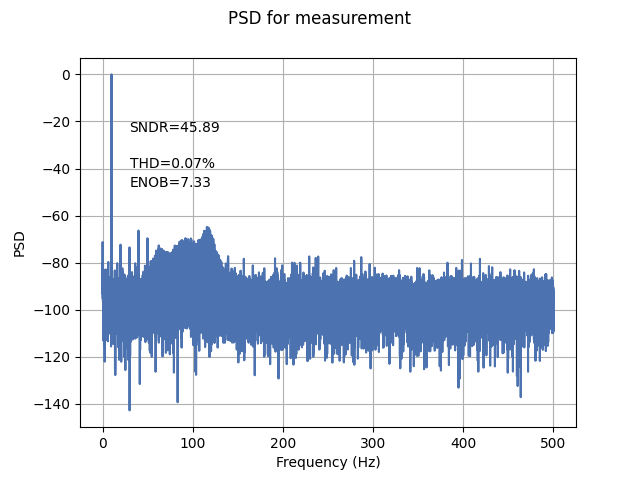 PSD for measurement
0
−20
−40
−60
−80
−100
−120
−140
PSD
SNDR=45.89
THD=0.07%
ENOB=7.33
0 100 200 300 400 500
Frequency (Hz)